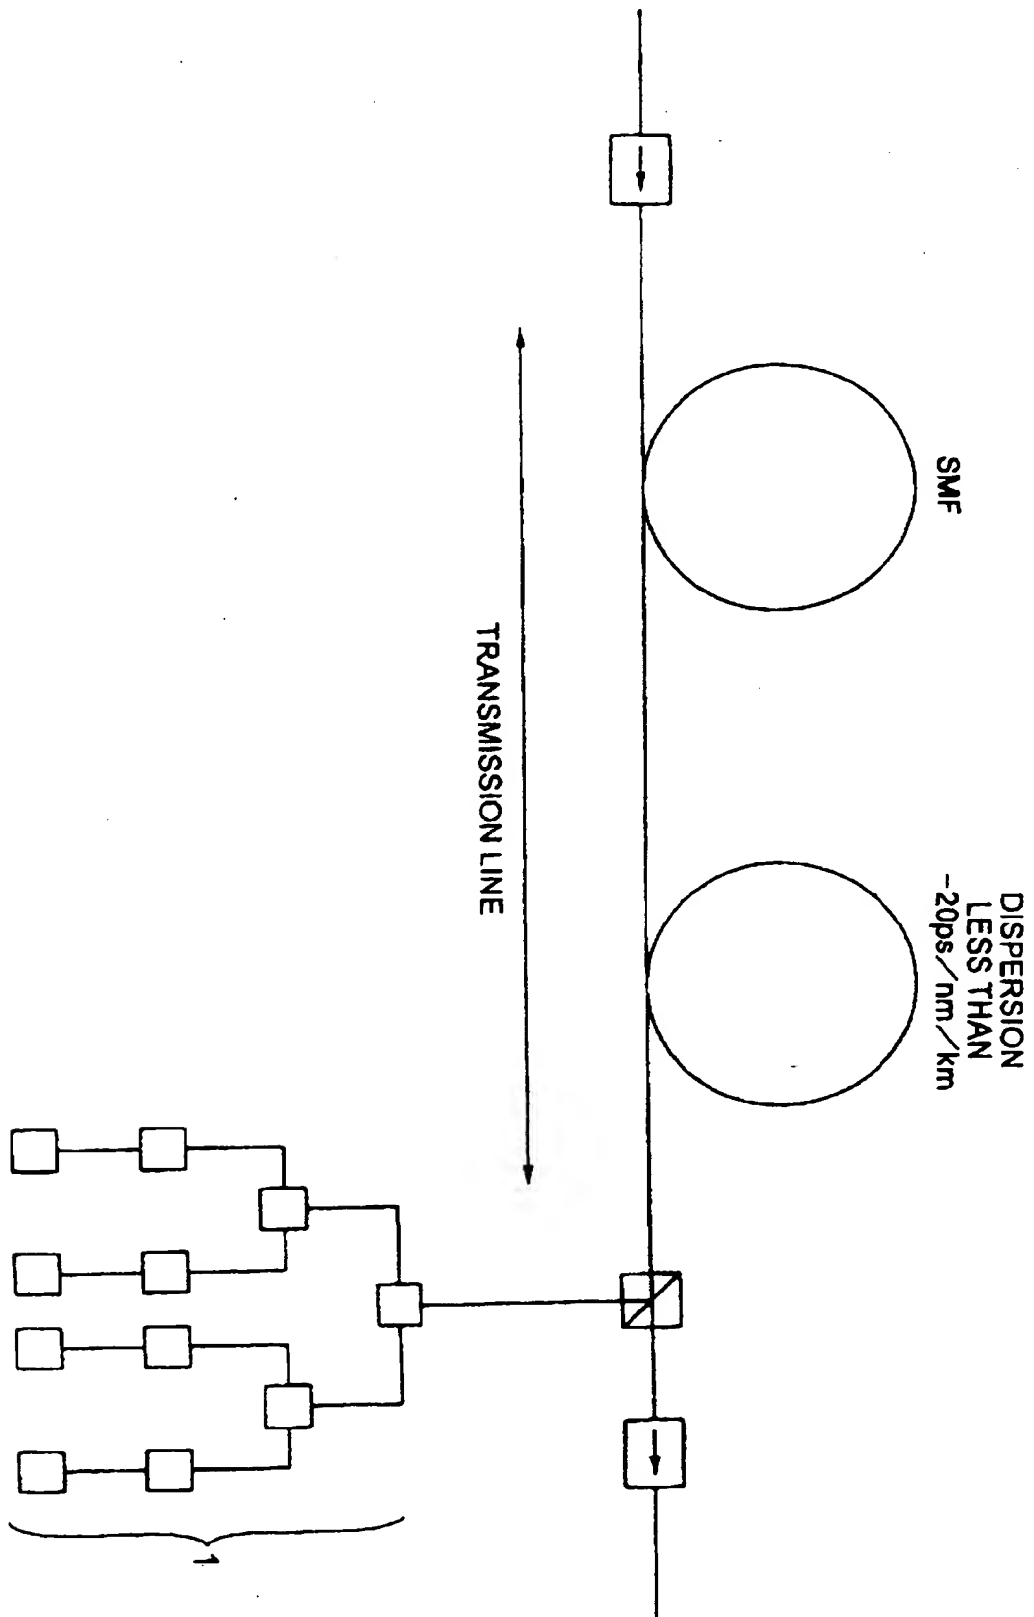 SMF
DISPERSION
LESS THAN
-20ps/nm/km
TRANSMISSION LINE
1